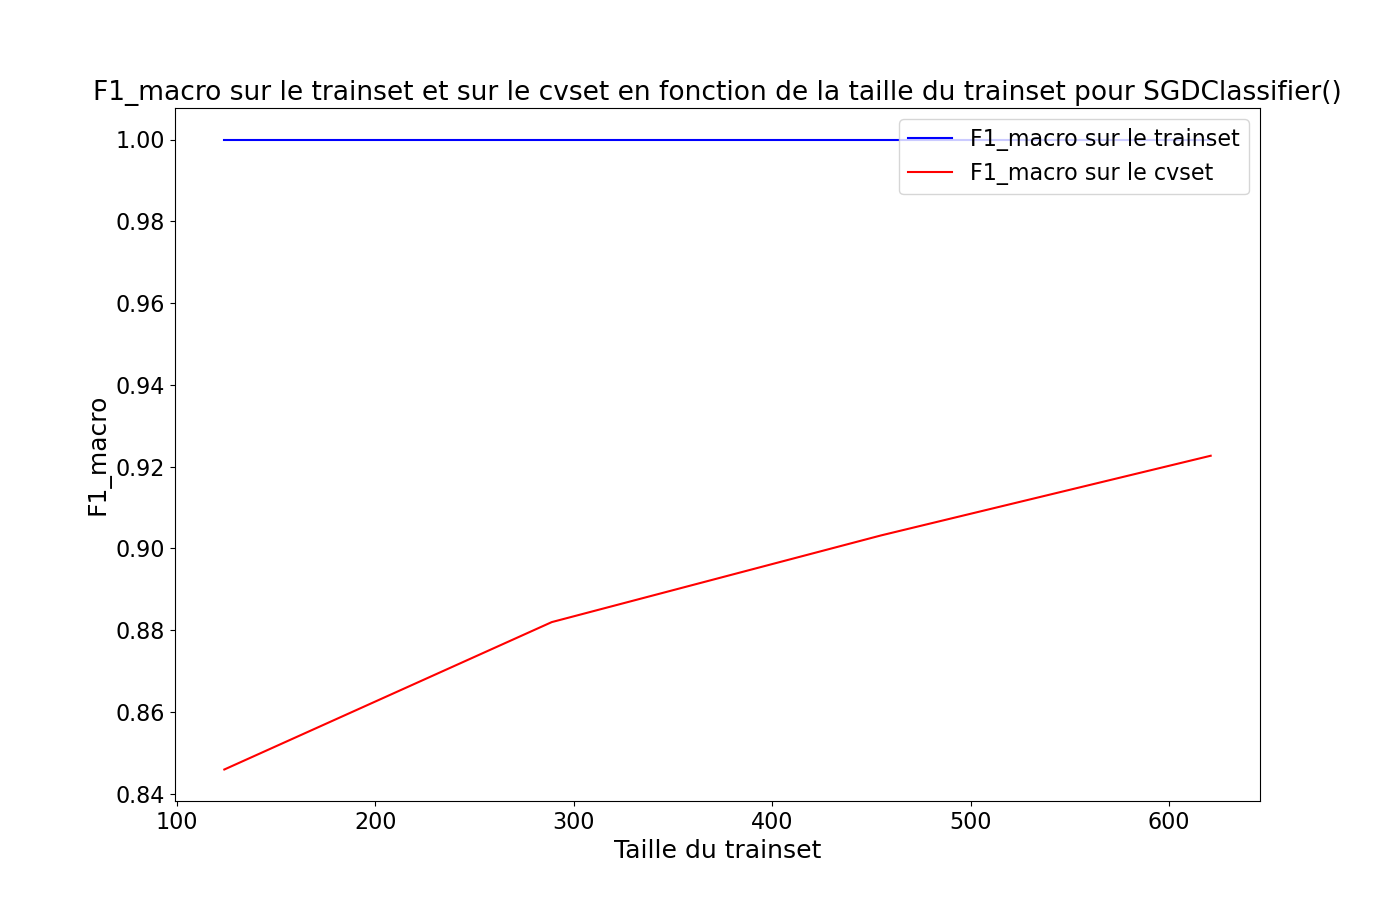 F1_macro sur le trainset et sur le cvset en fonction de la taille du trainset pour SGDClassifier()
F1_macro sur le trainset
F1_macro sur le cvset
1.00
0.98
0.96
0.94
0.92
0.90
0.88
0.86
0.84
F1_macro
100 200 300 400 500 600
Taille du trainset